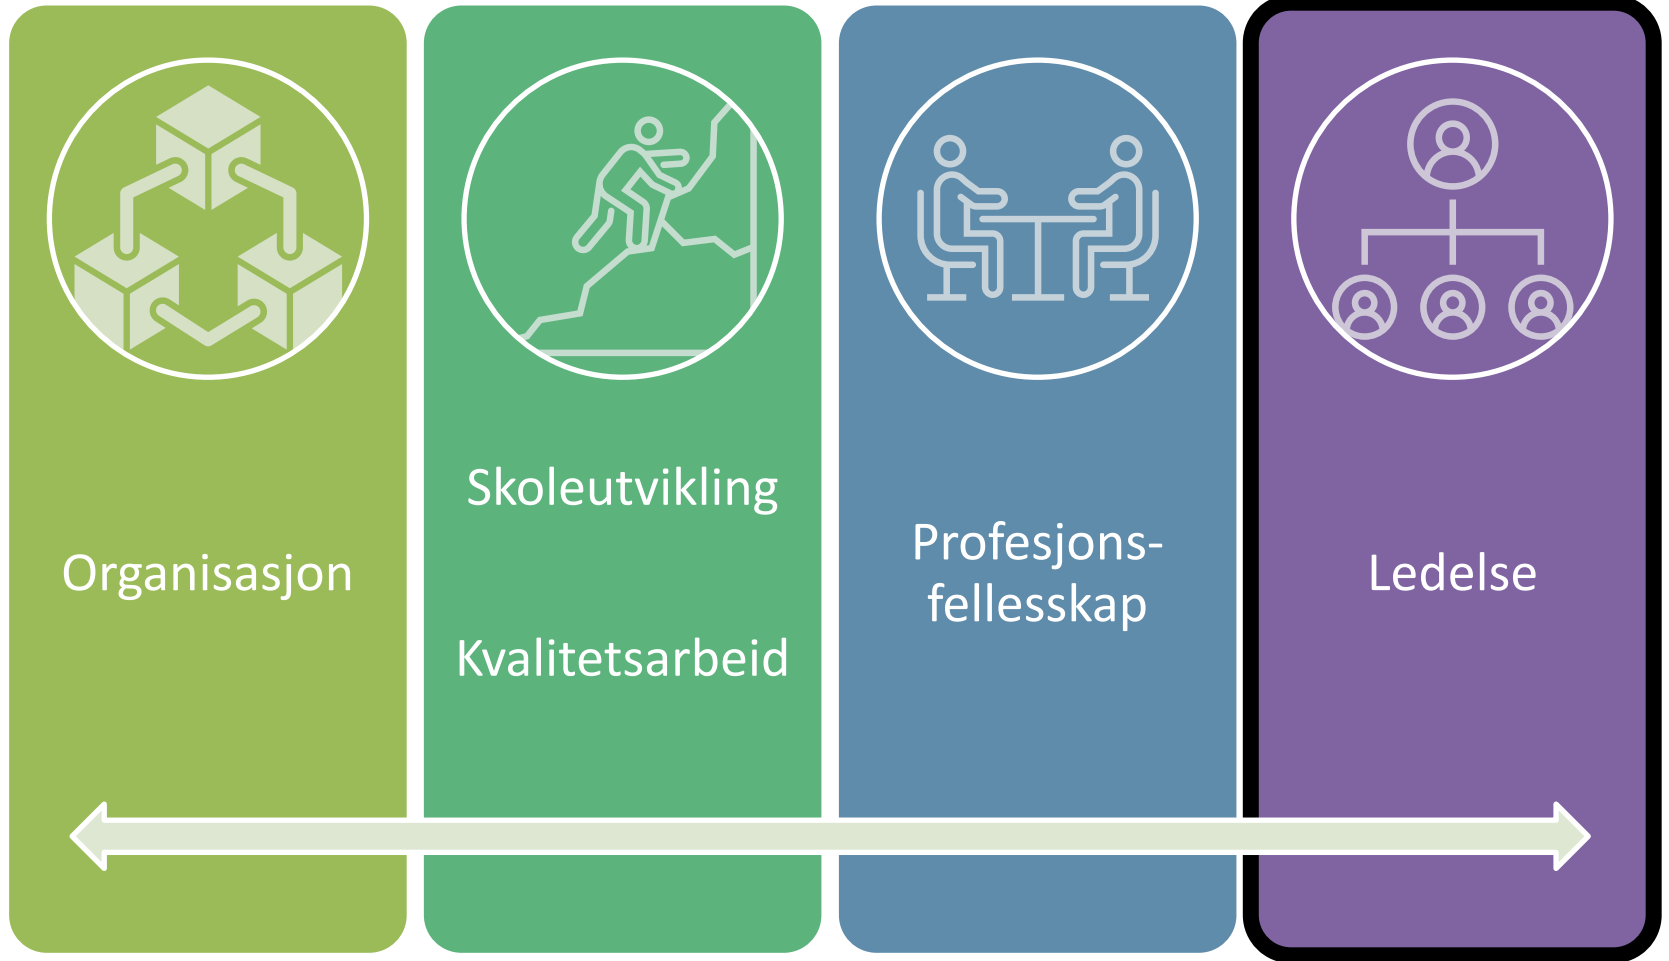 Organisasjon
Skoleutvikling
Kvalitetsarbeid
Profesjons-
fellesskap
Ledelse